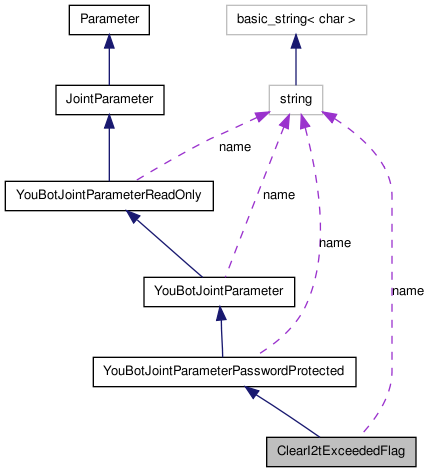 Parameter
basic_string< char >
JointParameter
string
name
YouBotJointParameterReadOnly
name
name
YouBotJointParameter
name
YouBotJointParameterPasswordProtected
ClearI2tExceededFlag